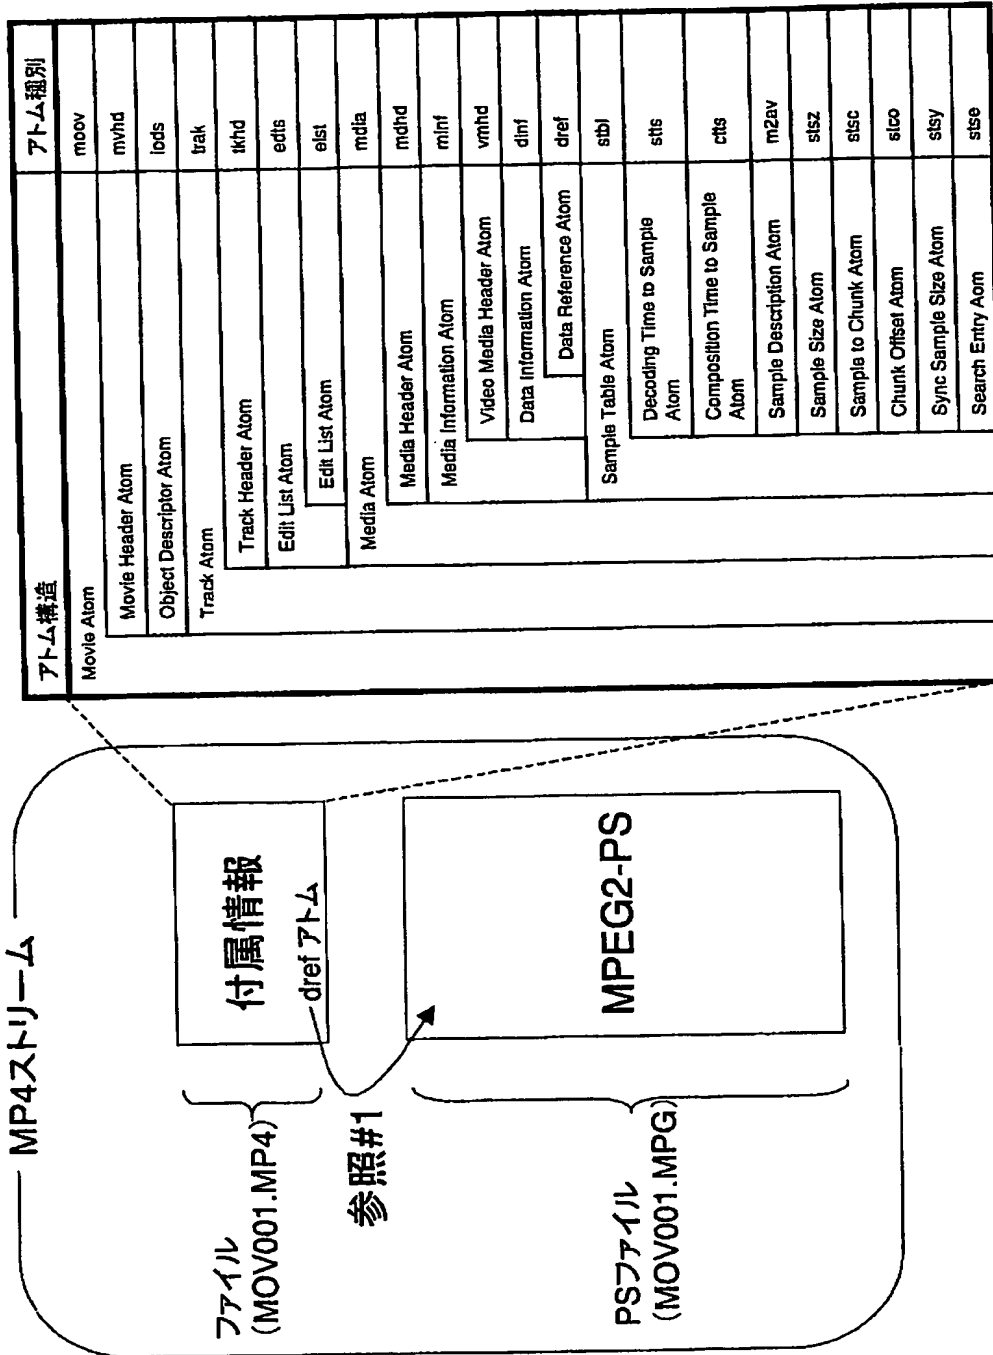 MP4ストリーム
ファイル
(MOV001.MP4)
付属情報
dref アトム
参照#1
PSファイル
(MOV001.MPG)
MPEG2-PS
アトム構造 アトム種別
Movie Atom moov
Movie Header Atom mvhd
Object Descriptor Atom iods
Track Atom trak
Track Header Atom tkhd
Edit List Atom edts
Edit List Atom elst
Media Atom mdia
Media Header Atom mdhd
Media Information Atom minf
Video Media Header Atom vmhd
Data Information Atom dinf
Data Reference Atom dref
Sample Table Atom stbl
Decoding Time to Sample
Atom stts
Composition Time to Sample
Atom ctts
Sample Description Atom m2av
Sample Size Atom stsz
Sample to Chunk Atom stsc
Chunk Offset Atom stco
Sync Sample Size Atom stsy
Search Entry Aom stse